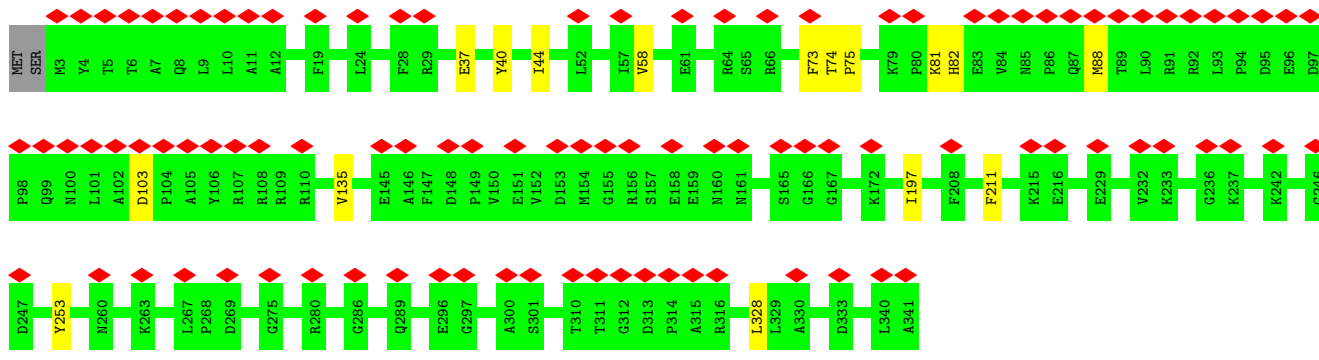 MET SER M3 Y4 T5 T6 A7 Q8 L9 L10 A11 A12 F19 L24 F28 R29 E37 Y40 I44 L52 I57 V58 E61 R64 S65 R66 F73 T74 P75 K79 P80 K81 H82 E83 V84 N85 P86 Q87 M88 T89 L90 R91 R92 L93 P94 D95 E96 D97
P98 Q99 N100 L101 A102 D103 P104 A105 Y106 R107 R108 R109 R110 V135 E145 A146 F147 D148 P149 V150 E151 V152 D153 M154 G155 R156 S157 E158 E159 N160 N161 S165 G166 G167 K172 I197 F208 F211 K215 E216 E229 V232 K233 G236 K237 K242 G246
D247 Y253 N260 K263 L267 P268 D269 G275 R280 G286 Q289 E296 G297 A300 S301 T310 T311 G312 D313 P314 A315 R316 L328 L329 A330 D333 L340 A341